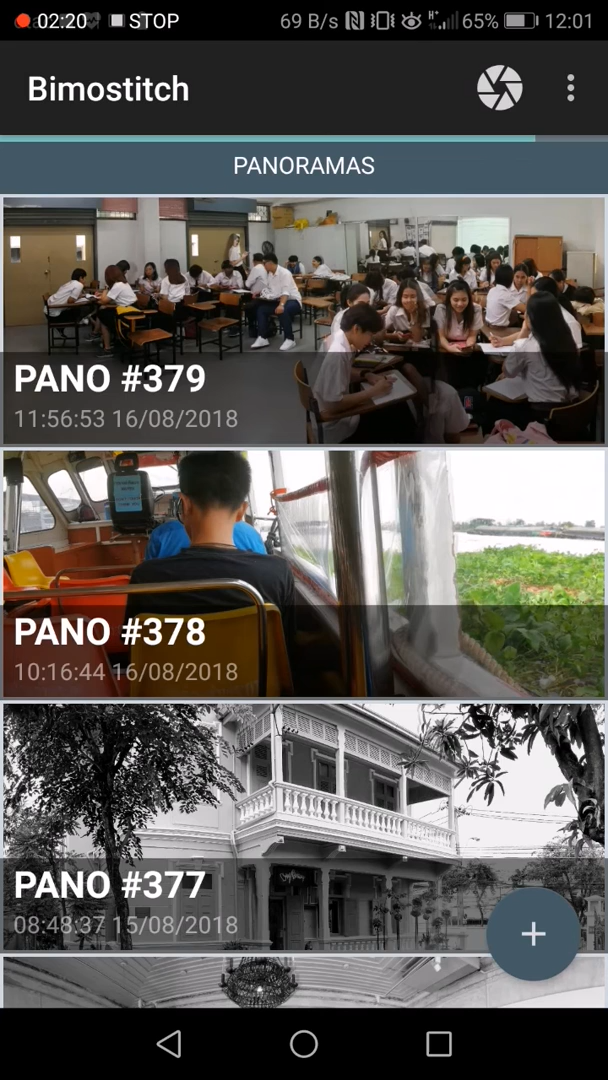 02:20 STOP 69 B/s H+ 65% 12:01
Bimostitch
PANORAMAS
PANO #379
11:56:53 16/08/2018
PANO #378
10:16:44 16/08/2018
PANO #377
08:48:37 15/08/2018
+